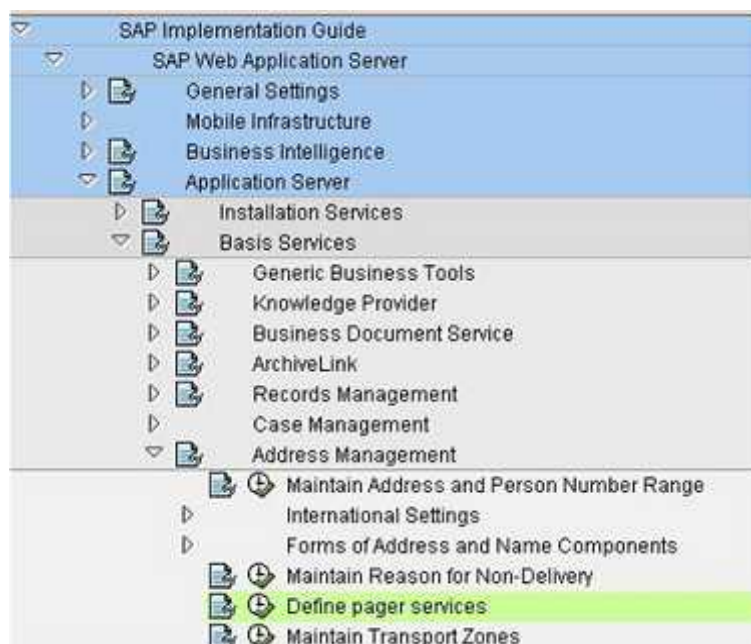 SAP Implementation Guide
SAP Web Application Server
General Settings
Mobile Infrastructure
Business Intelligence
Application Server
Installation Services
Basis Services
Generic Business Tools
Knowledge Provider
Business Document Service
ArchiveLink
Records Management
Case Management
Address Management
Maintain Address and Person Number Range
International Settings
Forms of Address and Name Components
Maintain Reason for Non-Delivery
Define pager services
Maintain Transport Zones